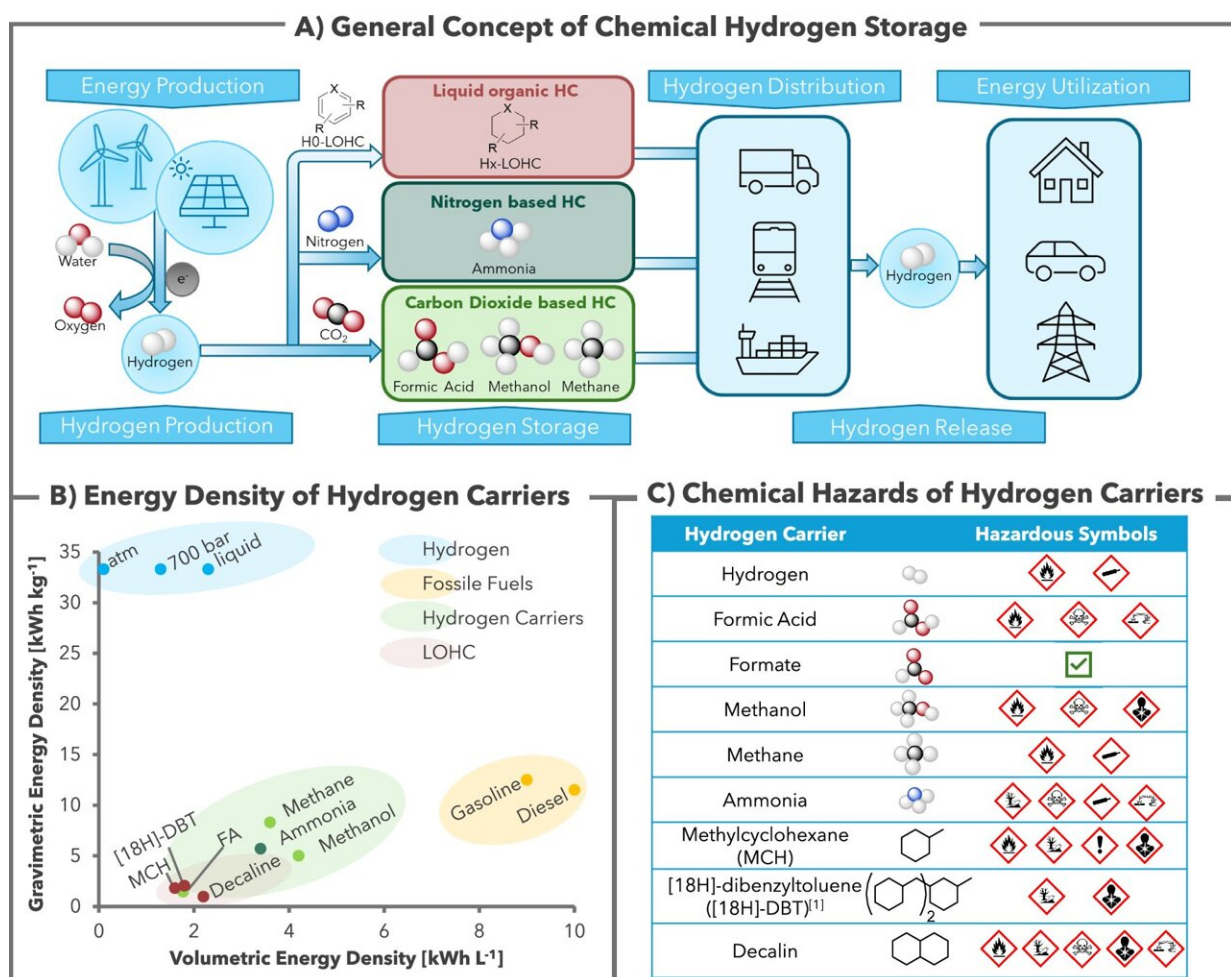 A) General Concept of Chemical Hydrogen Storage
Energy Production
Water
Oxygen
e-
Hydrogen
Hydrogen Production
X
R
R
H0-LOHC
Nitrogen
CO2
Liquid organic HC
X
R
R
Hx-LOHC
Nitrogen based HC
Ammonia
Carbon Dioxide based HC
Formic Acid Methanol Methane
Hydrogen Storage
Hydrogen Distribution
Hydrogen
Hydrogen Release
Energy Utilization
B) Energy Density of Hydrogen Carriers
Gravimetric Energy Density [kWh kg-1]
35
30
25
20
15
10
5
0
0 2 4 6 8 10
Volumetric Energy Density [kWh L-1]
atm
700 bar
liquid
Hydrogen
Fossile Fuels
Hydrogen Carriers
LOHC
Gasoline
Diesel
Methane
Ammonia
Methanol
[18H]-DBT
FA
MCH
Decaline
C) Chemical Hazards of Hydrogen Carriers
Hydrogen Carrier Hazardous Symbols
Hydrogen
Formic Acid
Formate
Methanol
Methane
Ammonia
Methylcyclohexane
(MCH)
!
[18H]-dibenzyltoluene
([18H]-DBT)[1]
2
Decalin